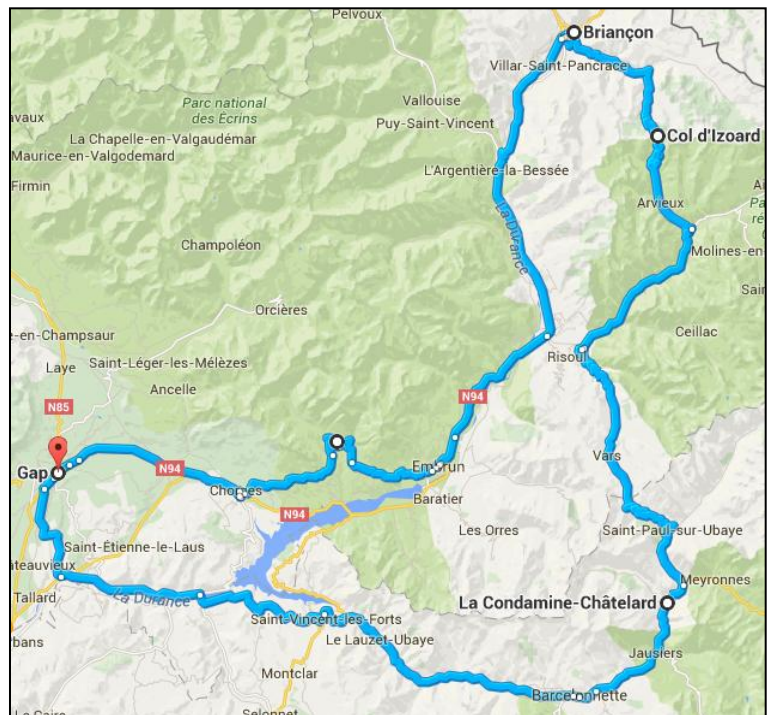 Pelvoux
Briançon
Villar-Saint-Pancrace
Parc national
des Écrins
Vallouise
avaux
Puy-Saint-Vincent
La Chapelle-en-Valgaudémar
Maurice-en-Valgodemard
Col d'Izoard
Firmin
L'Argentière-la-Bessée
Arvieux
La Durance
Champoléon
Molines-en-
Orcières
e-en-Champsaur
Ceillac
Saint-Léger-les-Mélèzes
Laye
Risoul
Ancelle
N94
N85
Gap
N94
Embrun
Vars
Chorges
Baratier
N94
Les Orres
Saint-Paul-sur-Ubaye
Saint-Étienne-le-Laus
ateauvieux
Meyronnes
La Condamine-Châtelard
Tallard
La Durance
Saint-Vincent-les-Forts
Le Lauzet-Ubaye
Jausiers
Montclar
Barcelonnette